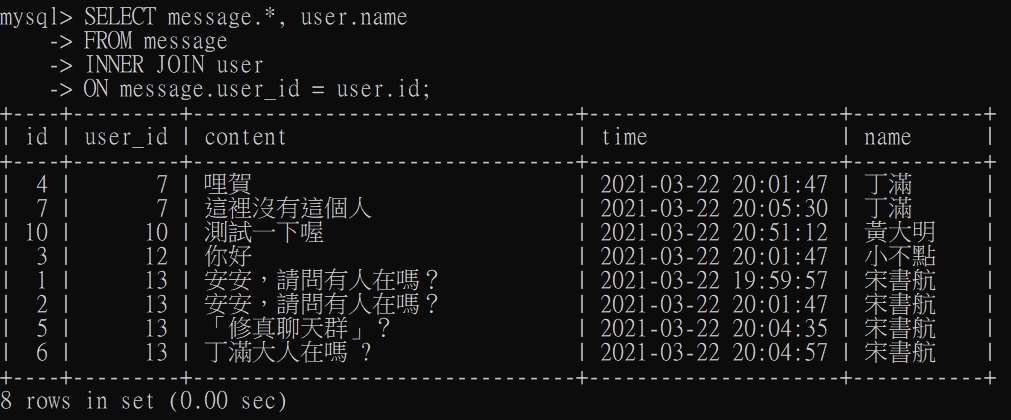 mysql> SELECT message.*, user.name
    -> FROM message
    -> INNER JOIN user
    -> ON message.user_id = user.id;
+----+---------+-------------------------------+---------------------+-----------+
| id | user_id | content                       | time                | name      |
+----+---------+-------------------------------+---------------------+-----------+
|  4 |       7 | 哩賀                          | 2021-03-22 20:01:47 | 丁滿      |
|  7 |       7 | 這裡沒有這個人                | 2021-03-22 20:05:30 | 丁滿      |
| 10 |      10 | 測試一下喔                    | 2021-03-22 20:51:12 | 黃大明    |
|  3 |      12 | 你好                          | 2021-03-22 20:01:47 | 小不點    |
|  1 |      13 | 安安，請問有人在嗎？          | 2021-03-22 19:59:57 | 宋書航    |
|  2 |      13 | 安安，請問有人在嗎？          | 2021-03-22 20:01:47 | 宋書航    |
|  5 |      13 | 「修真聊天群」？              | 2021-03-22 20:04:35 | 宋書航    |
|  6 |      13 | 丁滿大人在嗎 ?                | 2021-03-22 20:04:57 | 宋書航    |
+----+---------+-------------------------------+---------------------+-----------+
8 rows in set (0.00 sec)